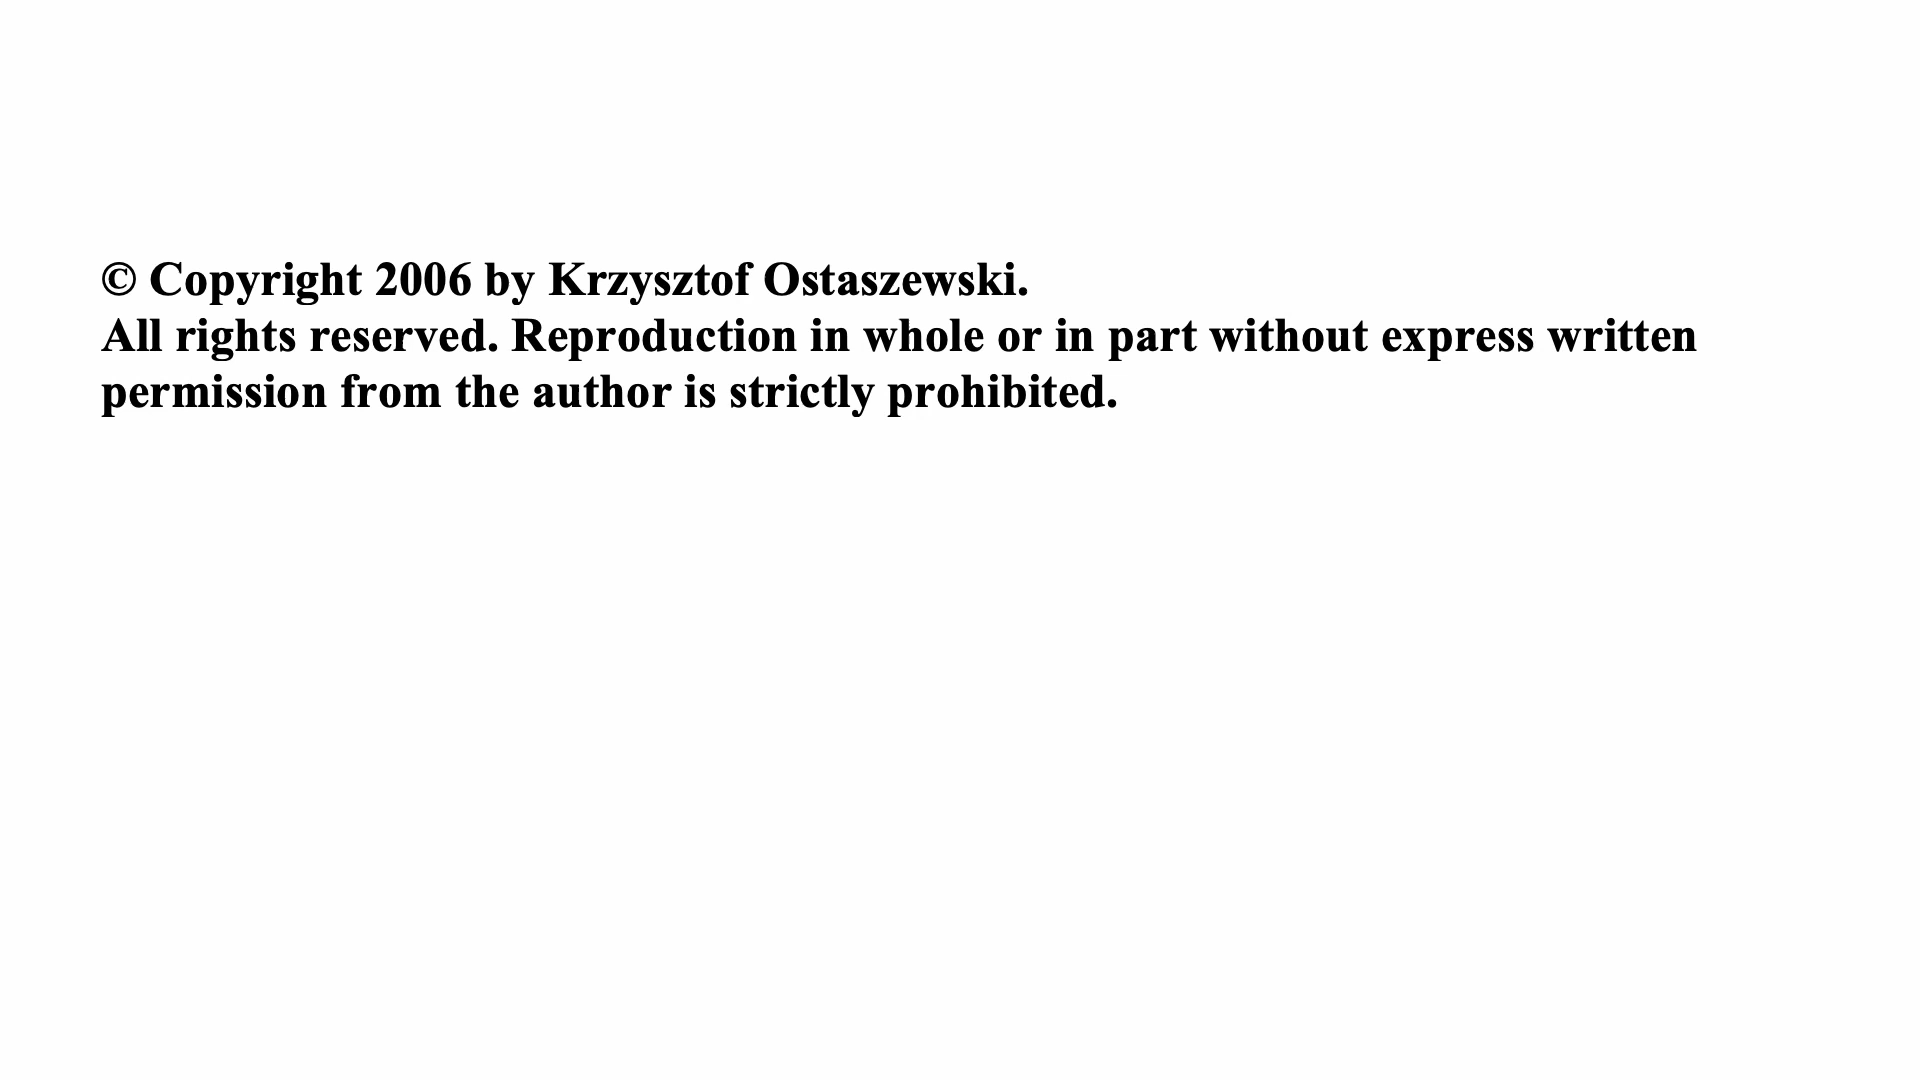 © Copyright 2006 by Krzysztof Ostaszewski.
All rights reserved. Reproduction in whole or in part without express written
permission from the author is strictly prohibited.